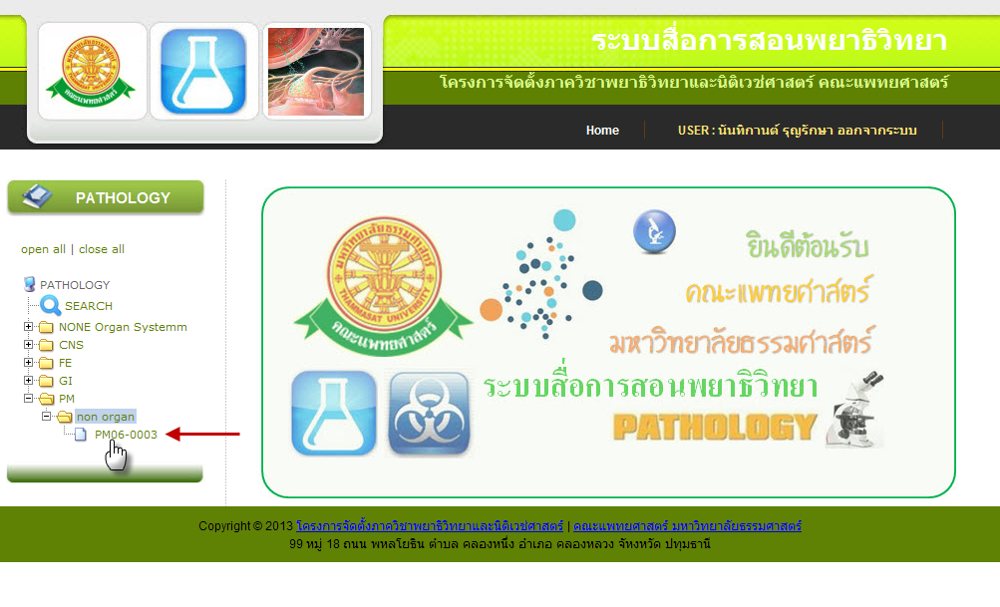 ระบบสื่อการสอนพยาธิวิทยา
โครงการจัดตั้งภาควิชาพยาธิวิทยาและนิติเวชศาสตร์ คณะแพทยศาสตร์
Home
USER : นันทิกานต์ รุญรักษา ออกจากระบบ
PATHOLOGY
open all | close all
PATHOLOGY
SEARCH
NONE Organ Systemm
CNS
FE
GI
PM
non organ
PM06-0003
มหาวิทยาลัยธรรมศาสตร์
THAMMASAT UNIVERSITY
คณะแพทยศาสตร์
ยินดีต้อนรับ
คณะแพทยศาสตร์
มหาวิทยาลัยธรรมศาสตร์
ระบบสื่อการสอนพยาธิวิทยา
PATHOLOGY
Copyright © 2013 โครงการจัดตั้งภาควิชาพยาธิวิทยาและนิติเวชศาสตร์ | คณะแพทยศาสตร์ มหาวิทยาลัยธรรมศาสตร์
99 หมู่ 18 ถนน พหลโยธิน ตำบล คลองหนึ่ง อำเภอ คลองหลวง จังหวัด ปทุมธานี